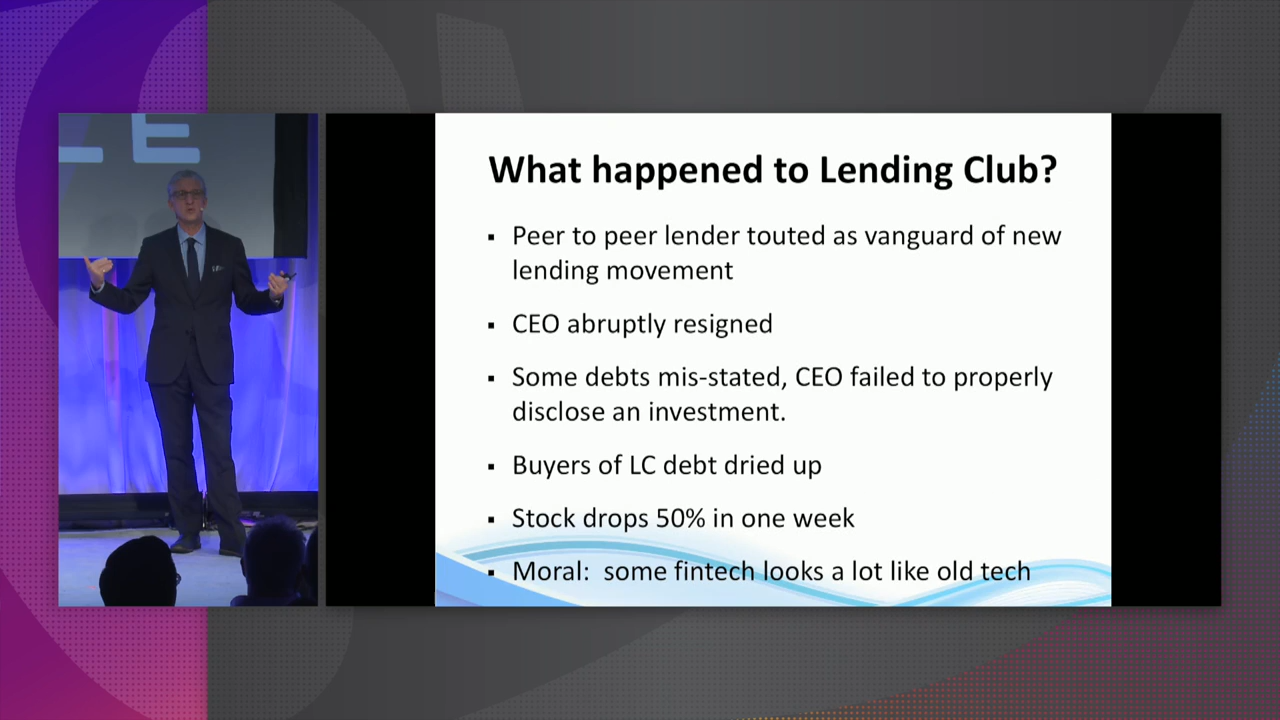 LE
What happened to Lending Club?
▪ Peer to peer lender touted as vanguard of new
lending movement
▪ CEO abruptly resigned
▪ Some debts mis-stated, CEO failed to properly
disclose an investment.
▪ Buyers of LC debt dried up
▪ Stock drops 50% in one week
▪ Moral:  some fintech looks a lot like old tech